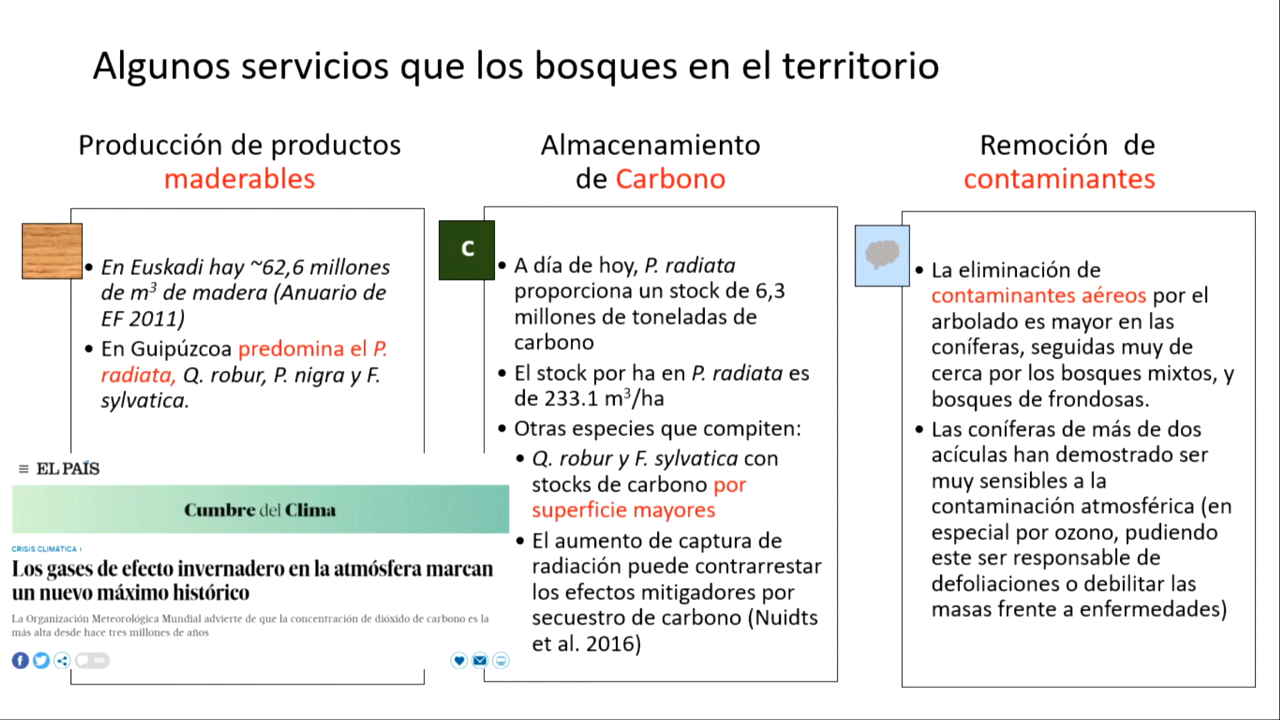 Algunos servicios que los bosques en el territorio
Producción de productos
maderables
• En Euskadi hay ~62,6 millones
de m³ de madera (Anuario de
EF 2011)
• En Guipúzcoa predomina el P.
radiata, Q. robur, P. nigra y F.
sylvatica.
≡ EL PAÍS
Cumbre del Clima
CRISIS CLIMÁTICA ›
Los gases de efecto invernadero en la atmósfera marcan
un nuevo máximo histórico
La Organización Meteorológica Mundial advierte de que la concentración de dióxido de carbono es la
más alta desde hace tres millones de años
Almacenamiento
de Carbono
C
• A día de hoy, P. radiata
proporciona un stock de 6,3
millones de toneladas de
carbono
• El stock por ha en P. radiata es
de 233.1 m³/ha
• Otras especies que compiten:
• Q. robur y F. sylvatica con
stocks de carbono por
superficie mayores
• El aumento de captura de
radiación puede contrarrestar
los efectos mitigadores por
secuestro de carbono (Nuidts
et al. 2016)
Remoción de
contaminantes
• La eliminación de
contaminantes aéreos por el
arbolado es mayor en las
coníferas, seguidas muy de
cerca por los bosques mixtos, y
bosques de frondosas.
• Las coníferas de más de dos
acículas han demostrado ser
muy sensibles a la
contaminación atmosférica (en
especial por ozono, pudiendo
este ser responsable de
defoliaciones o debilitar las
masas frente a enfermedades)